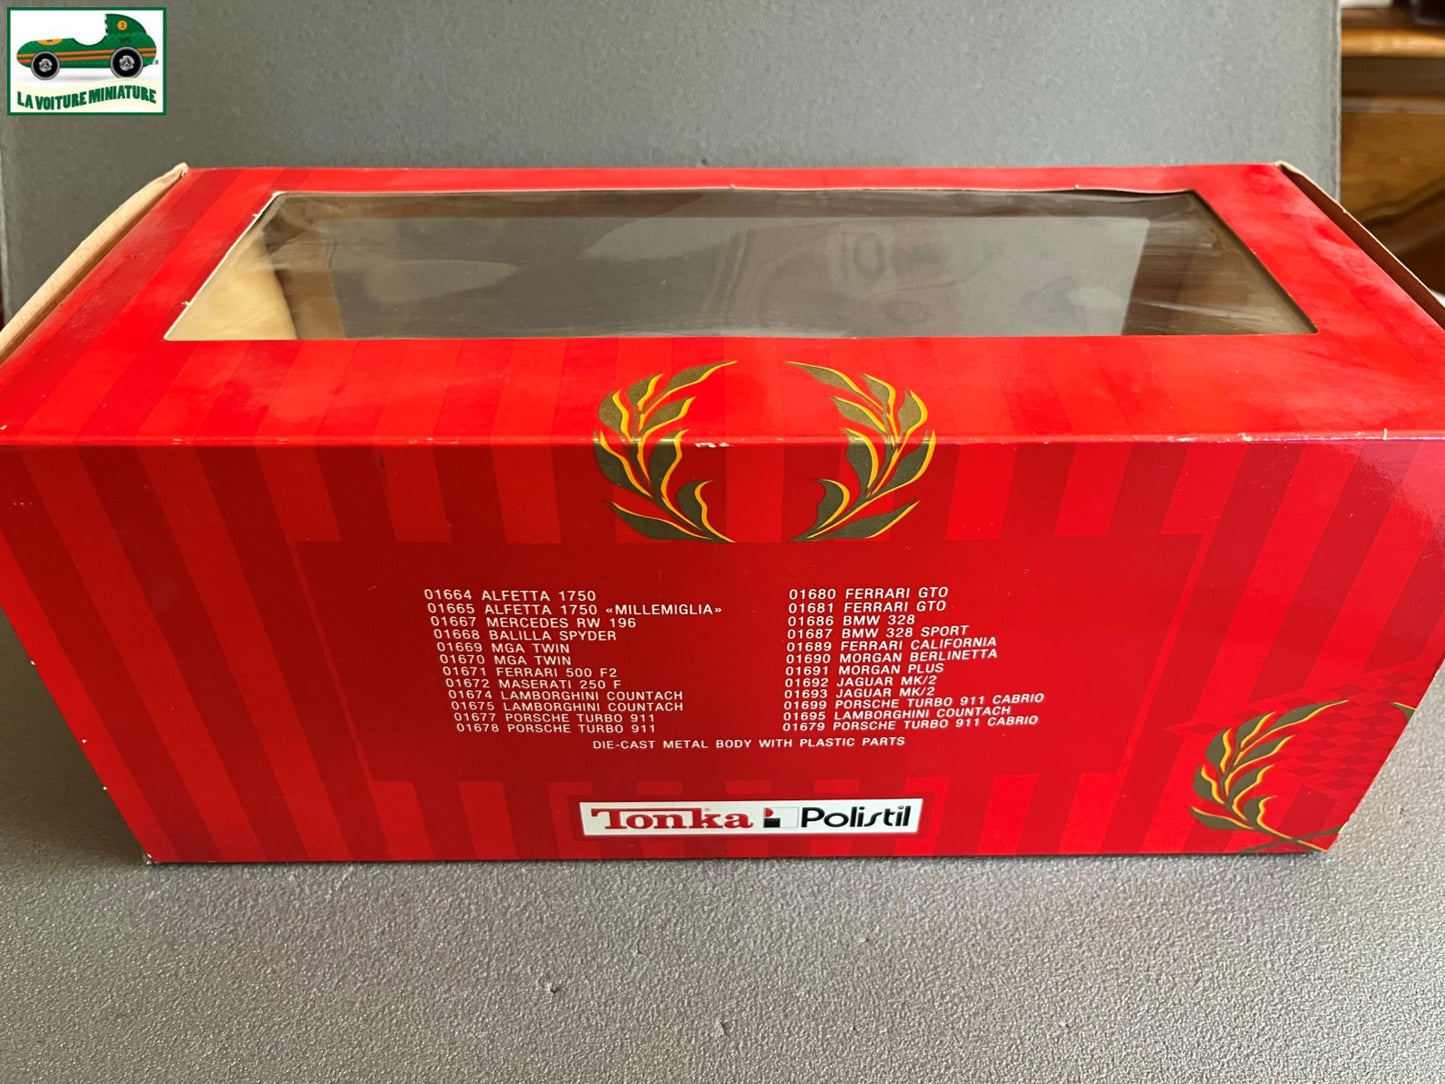 LA VOITURE MINIATURE
01664 ALFETTA 1750
01665 ALFETTA 1750 «MILLEMIGLIA»
01667 MERCEDES RW 196
01668 BALILLA SPYDER
01669 MGA TWIN
01670 MGA TWIN
01671 FERRARI 500 F2
01672 MASERATI 250 F
01674 LAMBORGHINI COUNTACH
01675 LAMBORGHINI COUNTACH
01677 PORSCHE TURBO 911
01678 PORSCHE TURBO 911
01680 FERRARI GTO
01681 FERRARI GTO
01686 BMW 328
01687 BMW 328 SPORT
01689 FERRARI CALIFORNIA
01690 MORGAN BERLINETTA
01691 MORGAN PLUS
01692 JAGUAR MK/2
01693 JAGUAR MK/2
01699 PORSCHE TURBO 911 CABRIO
01695 LAMBORGHINI COUNTACH
01679 PORSCHE TURBO 911 CABRIO
DIE-CAST METAL BODY WITH PLASTIC PARTS
Tonka Polistil